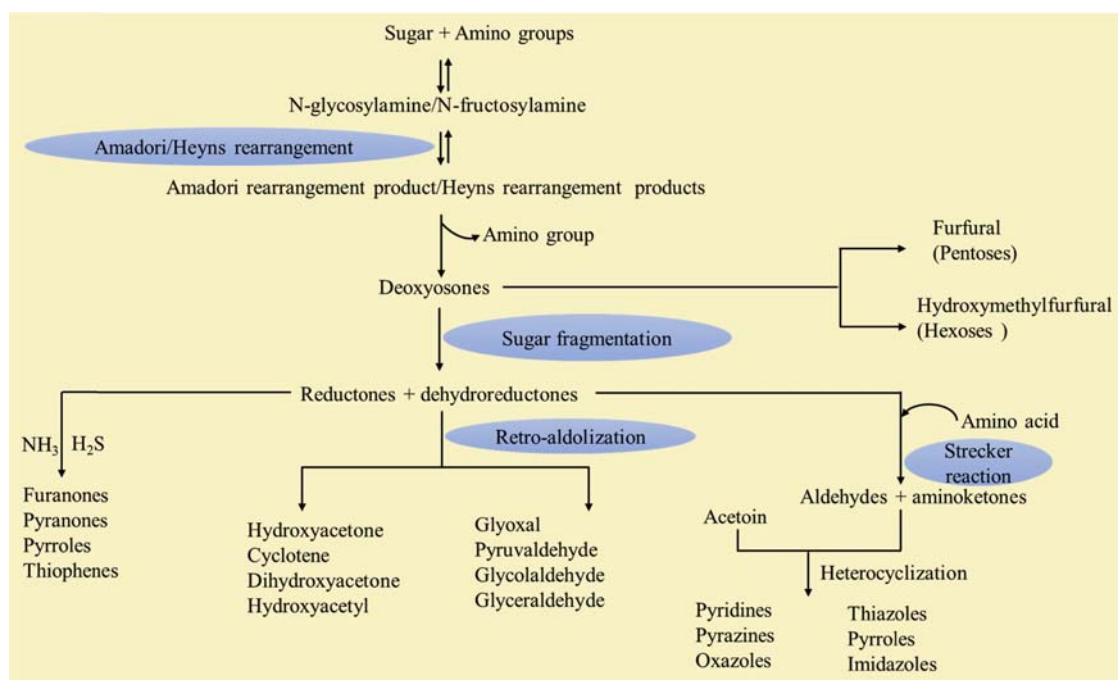 Sugar + Amino groups
N-glycosylamine/N-fructosylamine
Amadori/Heyns rearrangement
Amadori rearrangement product/Heyns rearrangement products
Amino group
Furfural
(Pentoses)
Deoxyosones
Hydroxymethylfurfural
(Hexoses )
Sugar fragmentation
Reductones + dehydroreductones
NH3 H2S
Retro-aldolization
Amino acid
Strecker
reaction
Furanones
Pyranones
Pyrroles
Thiophenes
Hydroxyacetone
Cyclotene
Dihydroxyacetone
Hydroxyacetyl
Glyoxal
Pyruvaldehyde
Glycolaldehyde
Glyceraldehyde
Aldehydes + aminoketones
Acetoin
Heterocyclization
Pyridines
Pyrazines
Oxazoles
Thiazoles
Pyrroles
Imidazoles